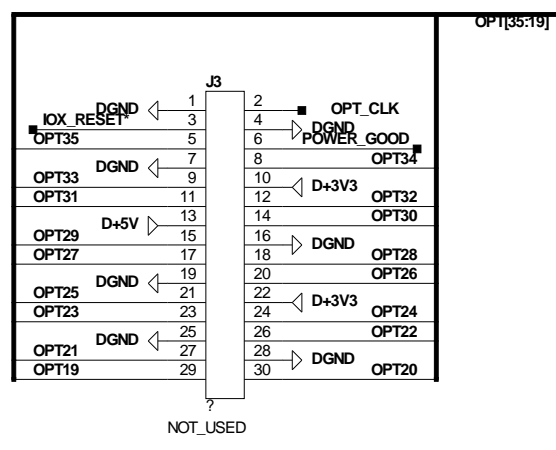 OPT[35:19]
J3
DGND 1 2 OPT_CLK
IOX_RESET* 3 4 DGND
OPT35 5 6 POWER_GOOD
DGND 7 8 OPT34
OPT33 9 10 D+3V3
OPT31 11 12 OPT32
D+5V 13 14 OPT30
OPT29 15 16 DGND
OPT27 17 18 OPT28
DGND 19 20 OPT26
OPT25 21 22 D+3V3
OPT23 23 24 OPT24
DGND 25 26 OPT22
OPT21 27 28 DGND
OPT19 29 30 OPT20
?
NOT_USED